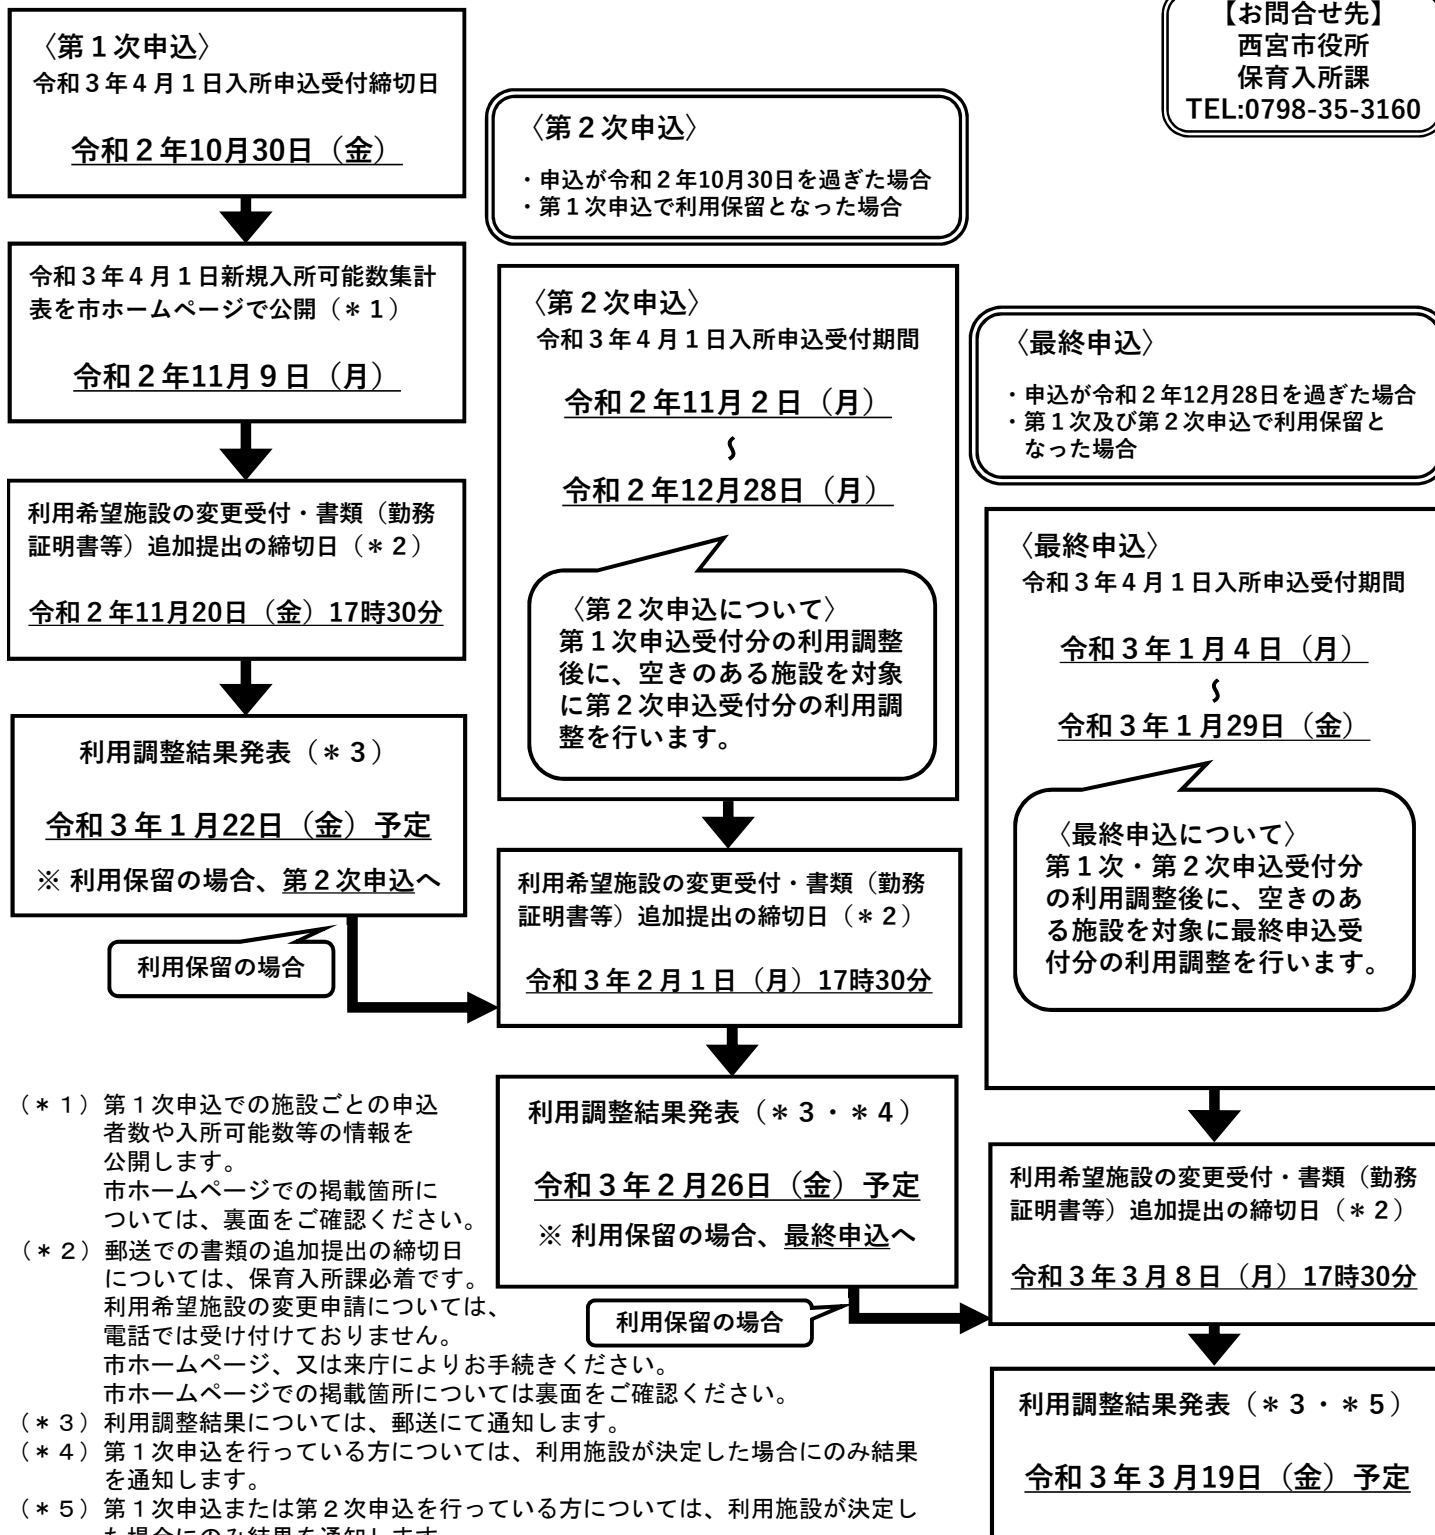 【お問合せ先】
西宮市役所
保育入所課
TEL:0798-35-3160
〈第１次申込〉
令和３年４月１日入所申込受付締切日
令和２年10月30日（金）
令和３年４月１日新規入所可能数集計
表を市ホームページで公開（＊１）
令和２年11月９日（月）
利用希望施設の変更受付・書類（勤務
証明書等）追加提出の締切日（＊２）
令和２年11月20日（金）17時30分
利用調整結果発表（＊３）
令和３年１月22日（金）予定
※ 利用保留の場合、第２次申込へ
利用保留の場合
〈第２次申込〉
・申込が令和２年10月30日を過ぎた場合
・第１次申込で利用保留となった場合
〈第２次申込〉
令和３年４月１日入所申込受付期間
令和２年11月２日（月）
〜
令和２年12月28日（月）
〈第２次申込について〉
第１次申込受付分の利用調整
後に、空きのある施設を対象
に第２次申込受付分の利用調
整を行います。
利用希望施設の変更受付・書類（勤務
証明書等）追加提出の締切日（＊２）
令和３年２月１日（月）17時30分
利用調整結果発表（＊３・＊４）
令和３年２月26日（金）予定
※ 利用保留の場合、最終申込へ
利用保留の場合
〈最終申込〉
・申込が令和２年12月28日を過ぎた場合
・第１次及び第２次申込で利用保留と
なった場合
〈最終申込〉
令和３年４月１日入所申込受付期間
令和３年１月４日（月）
〜
令和３年１月29日（金）
〈最終申込について〉
第１次・第２次申込受付分
の利用調整後に、空きのあ
る施設を対象に最終申込受
付分の利用調整を行います。
利用希望施設の変更受付・書類（勤務
証明書等）追加提出の締切日（＊２）
令和３年３月８日（月）17時30分
利用調整結果発表（＊３・＊５）
令和３年３月19日（金）予定
（＊１）第１次申込での施設ごとの申込
者数や入所可能数等の情報を
公開します。
市ホームページでの掲載箇所に
ついては、裏面をご確認ください。
（＊２）郵送での書類の追加提出の締切日
については、保育入所課必着です。
利用希望施設の変更申請については、
電話では受け付けておりません。
市ホームページ、又は来庁によりお手続きください。
市ホームページでの掲載箇所については裏面をご確認ください。
（＊３）利用調整結果については、郵送にて通知します。
（＊４）第１次申込を行っている方については、利用施設が決定した場合にのみ結果
を通知します。
（＊５）第１次申込または第２次申込を行っている方については、利用施設が決定し
た場合にのみ結果を通知します。